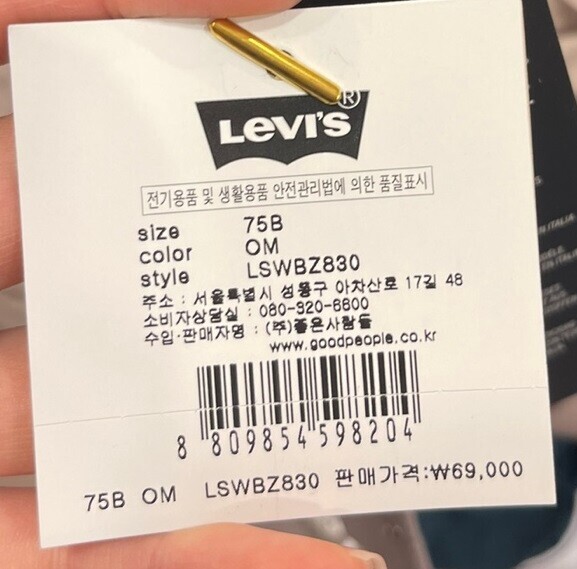 LEVI'S®
전기용품 및 생활용품 안전관리법에 의한 품질표시
size 75B
color OM
style LSWBZ830
주소 : 서울특별시 성동구 아차산로 17길 48
소비자상담실 : 080-320-6600
수입·판매자명 : (주)좋은사람들
www.goodpeople.co.kr
8 809854 598204
75B OM LSWBZ830 판매가격:₩69,000